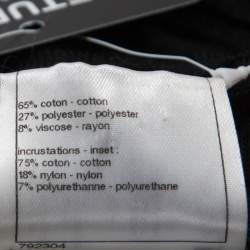 65% coton - cotton
27% polyester - polyester
8% viscose - rayon
incrustations - inset :
75% coton - cotton
18% nylon - nylon
7% polyurethanne - polyurethane
792304